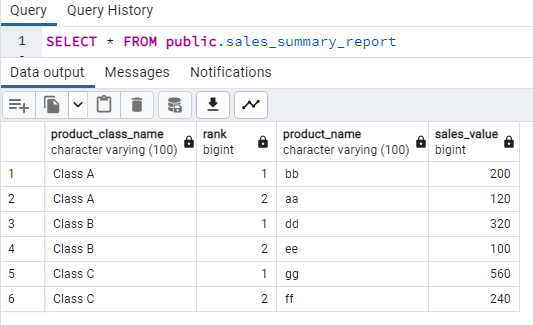 Query Query History
1 SELECT * FROM public.sales_summary_report
Data output Messages Notifications
product_class_name rank product_name sales_value
character varying (100) bigint character varying (100) bigint
1 Class A 1 bb 200
2 Class A 2 aa 120
3 Class B 1 dd 320
4 Class B 2 ee 100
5 Class C 1 gg 560
6 Class C 2 ff 240